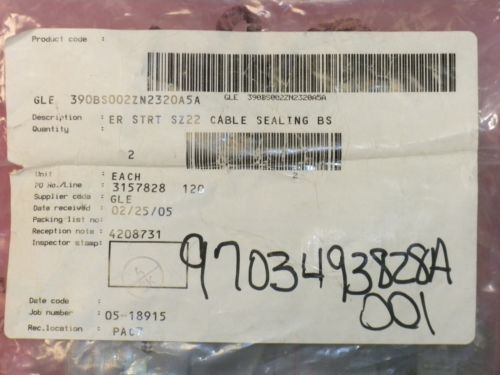 Product code :
GLE 390BS002ZN2320A5A GLE 390BS002ZN2320A5A
Description : ER STRT SZ22 CABLE SEALING BS
Quantity :
2
2
Unit : EACH
PO No./Line : 3157828 120
Supplier code : GLE
Date received : 02/25/05
Packing list no:
Reception note : 4208731
Inspector stamp:
9703493828A
001
Date code :
Job number : 05-18915
Rec.location :